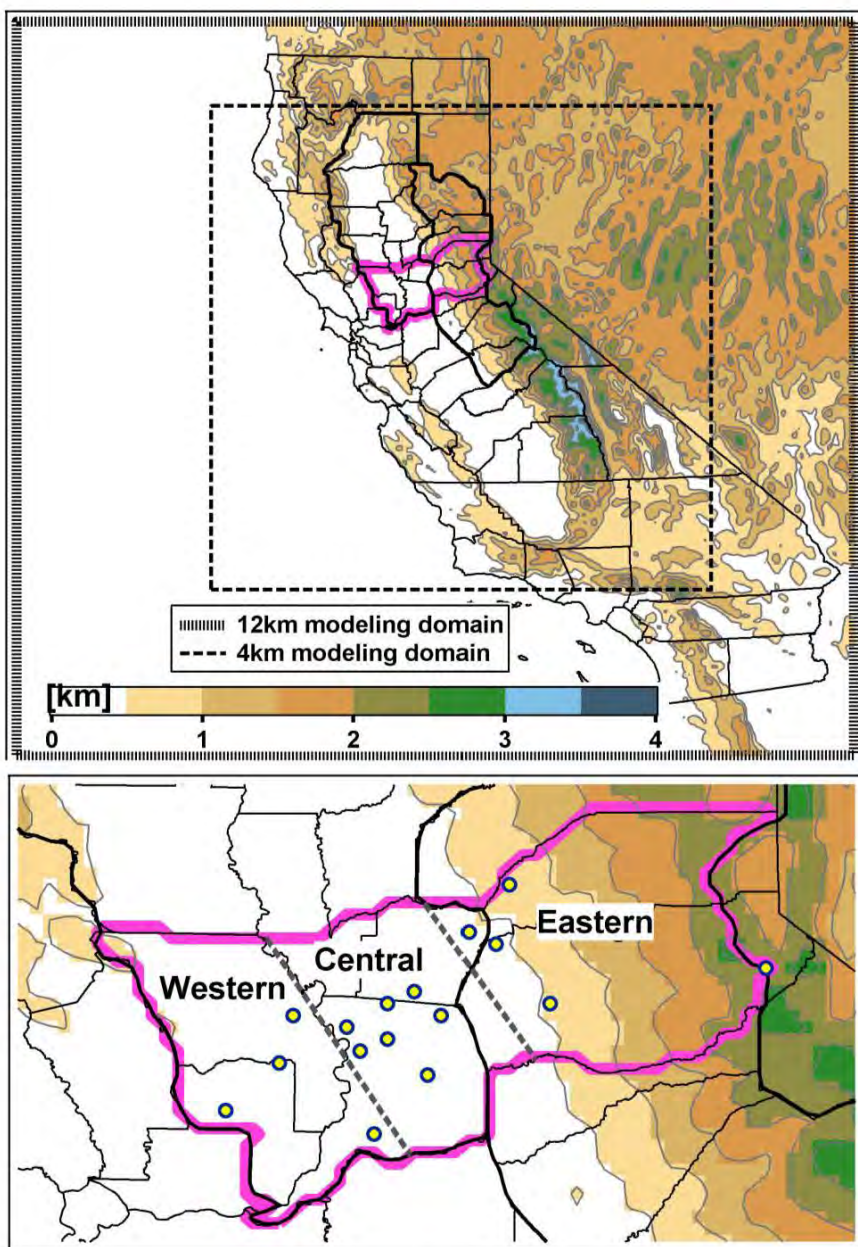 12km modeling domain
4km modeling domain
[km]
0 1 2 3 4
Western Central Eastern